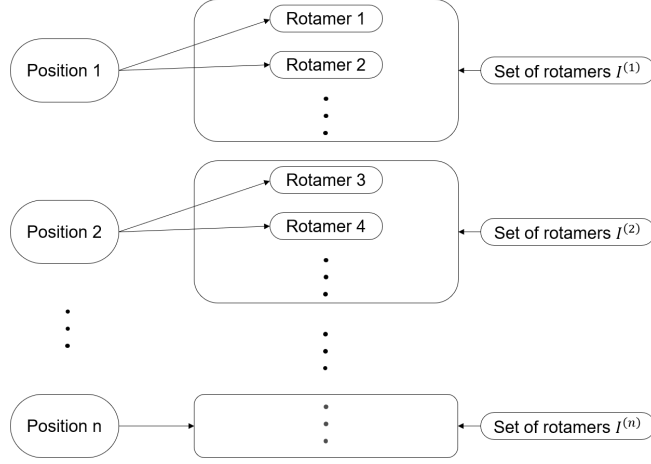 Position 1
Rotamer 1
Rotamer 2
Set of rotamers I^{(1)}
Position 2
Rotamer 3
Rotamer 4
Set of rotamers I^{(2)}
Position n
Set of rotamers I^{(n)}